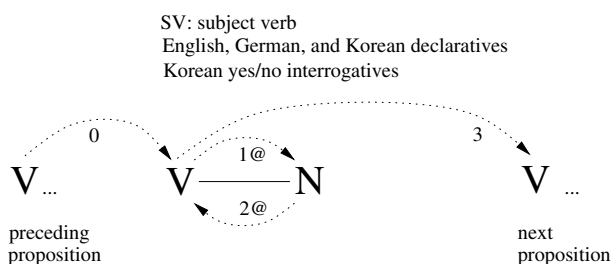 SV: subject verb
English, German, and Korean declaratives
Korean yes/no interrogatives
0
3
1@
V ...
V
N
V ...
2@
preceding
proposition
next
proposition